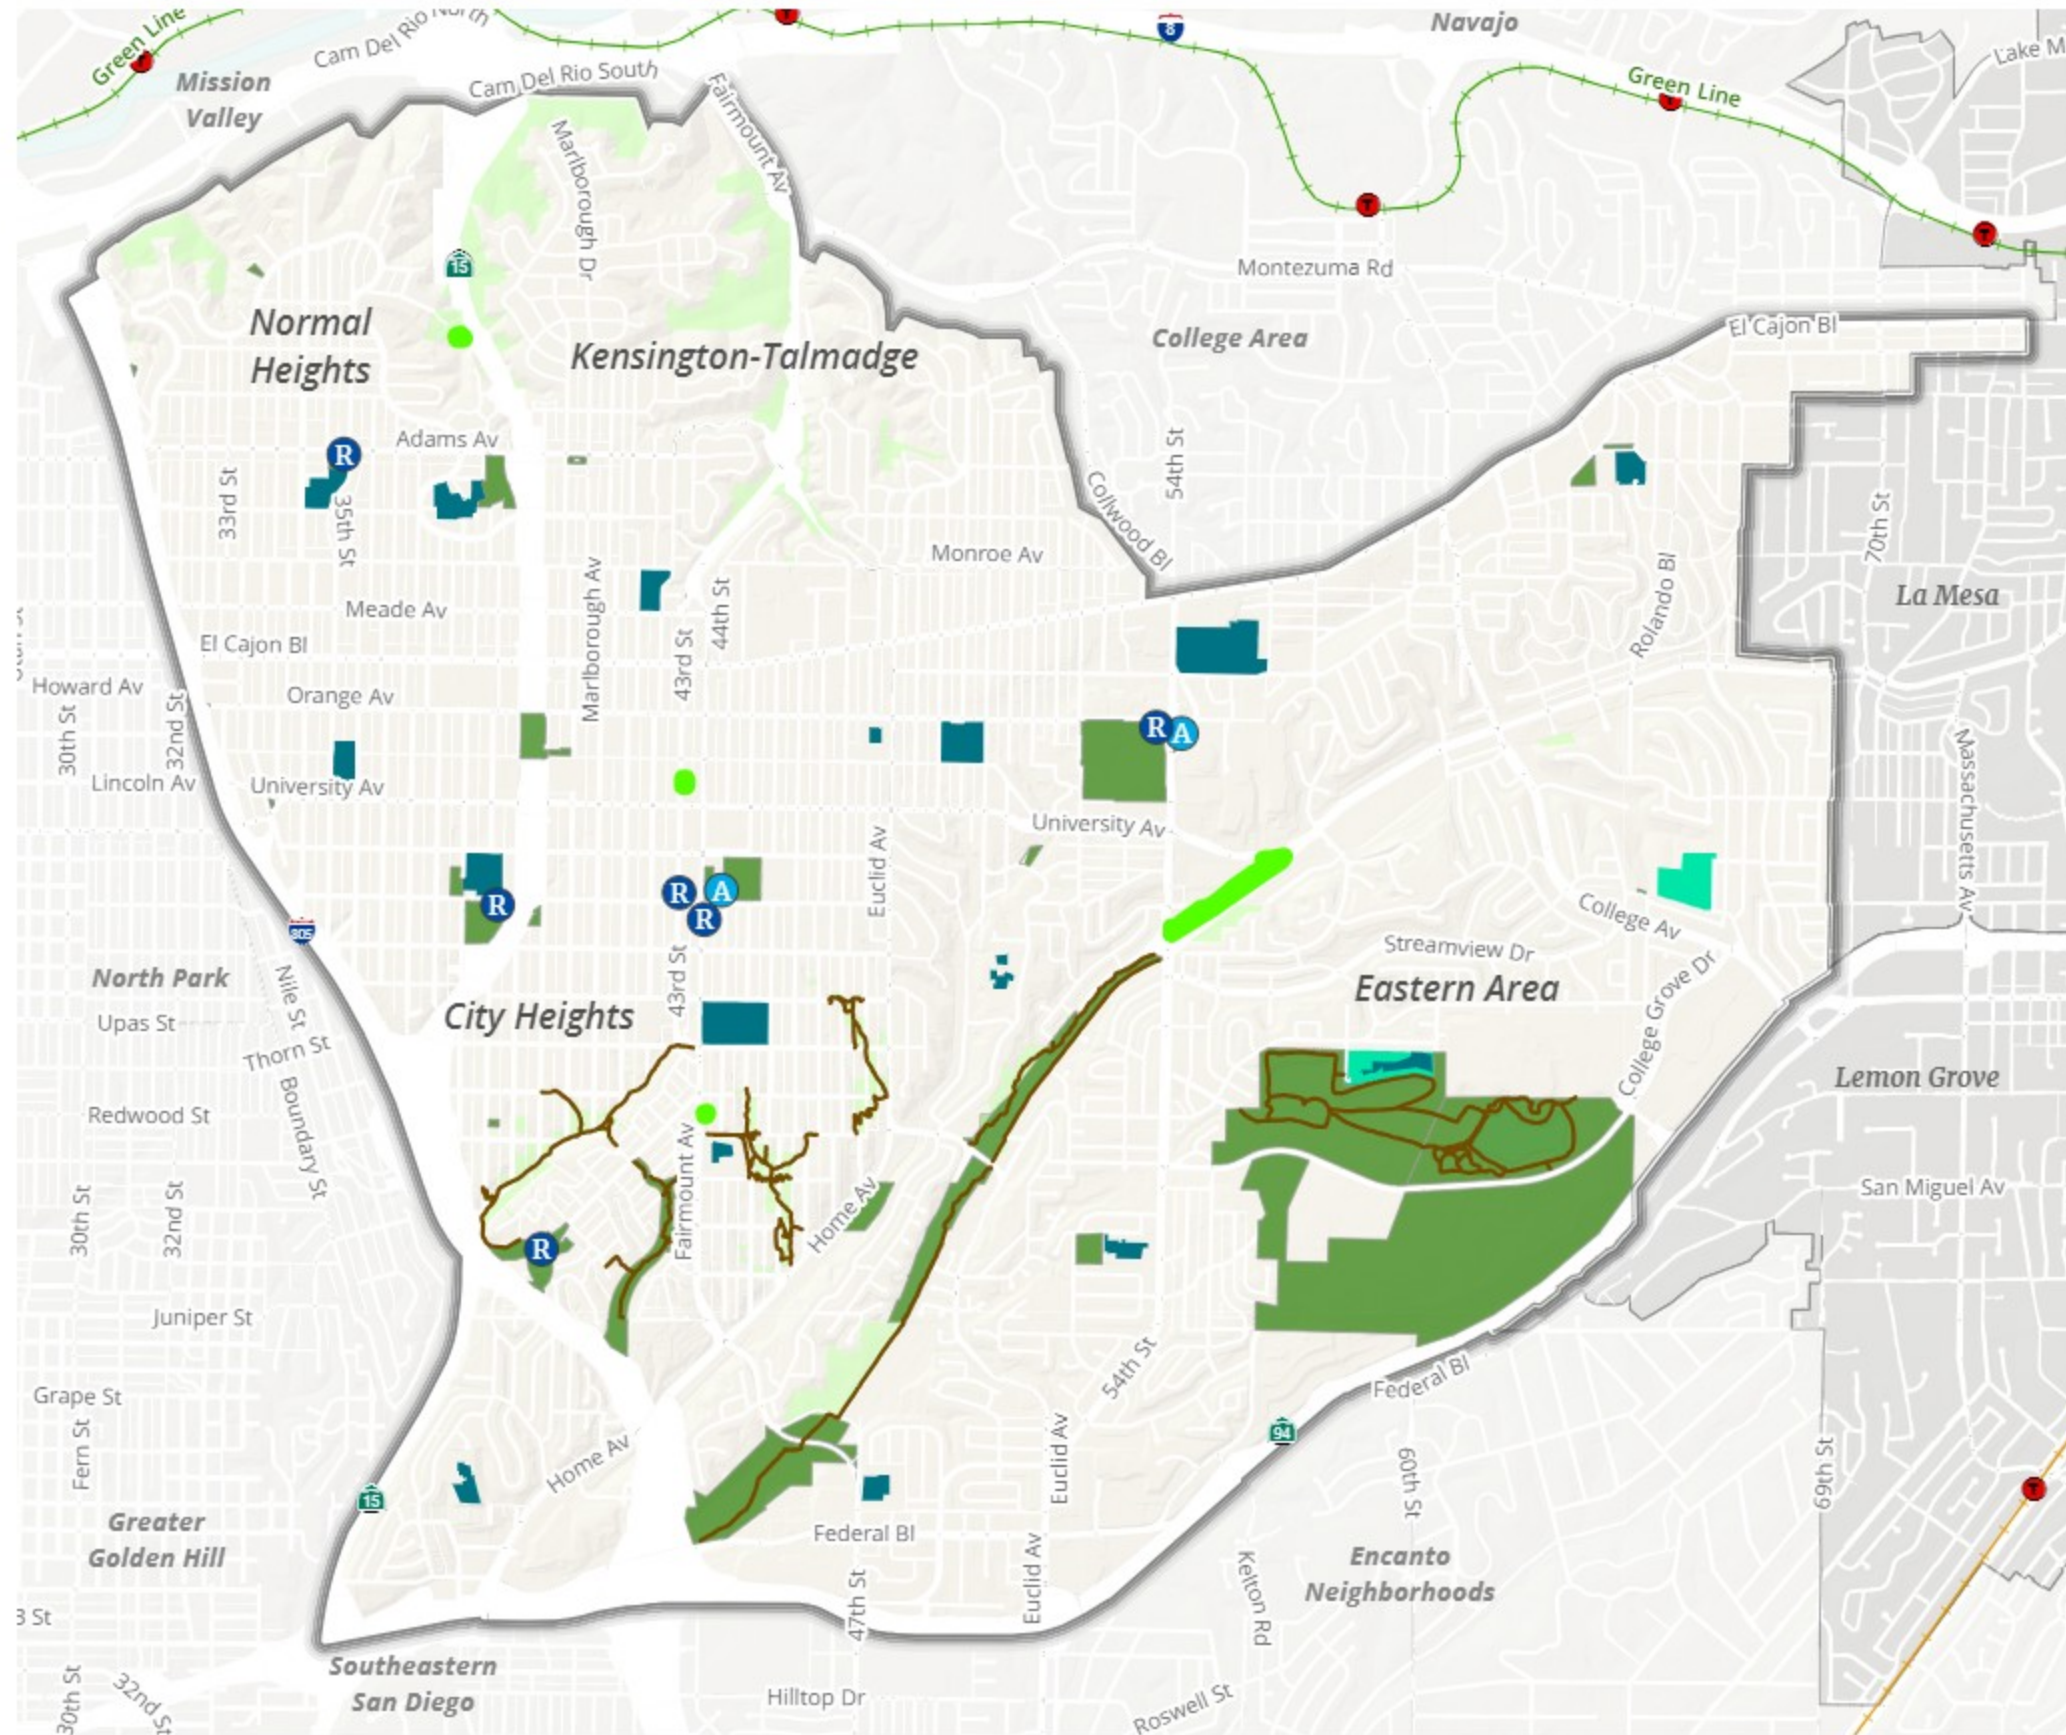 Green Line
Mission
Valley
Cam Del Rio North
Cam Del Rio South
Fairmount Av
8
Navajo
Green Line
Lake M
Marlborough Dr
15
Montezuma Rd
College Area
El Cajon Bl
Normal
Heights
Kensington-Talmadge
Adams Av
R
33rd St
35th St
Collwood Bl
54th St
70th St
Monroe Av
Marlborough Av
44th St
43rd St
Meade Av
El Cajon Bl
Rolando Bl
La Mesa
Howard Av
Orange Av
30th St
32nd St
R
A
Lincoln Av
University Av
University Av
Massachusetts Av
Euclid Av
R
R
A
R
805
College Av
Streamview Dr
North Park
Nile St
City Heights
43rd St
Eastern Area
College Grove Dr
Upas St
Thorn St
Boundary St
Lemon Grove
Redwood St
Fairmount Av
San Miguel Av
30th St
32nd St
R
Home Av
Juniper St
54th St
Federal Bl
Grape St
Fern St
Home Av
Euclid Av
94
60th St
69th St
15
T
Greater
Golden Hill
Federal Bl
Euclid Av
Kelton Rd
Encanto
Neighborhoods
47th St
3 St
Southeastern
San Diego
30th St
32nd St
Hilltop Dr
Roswell St